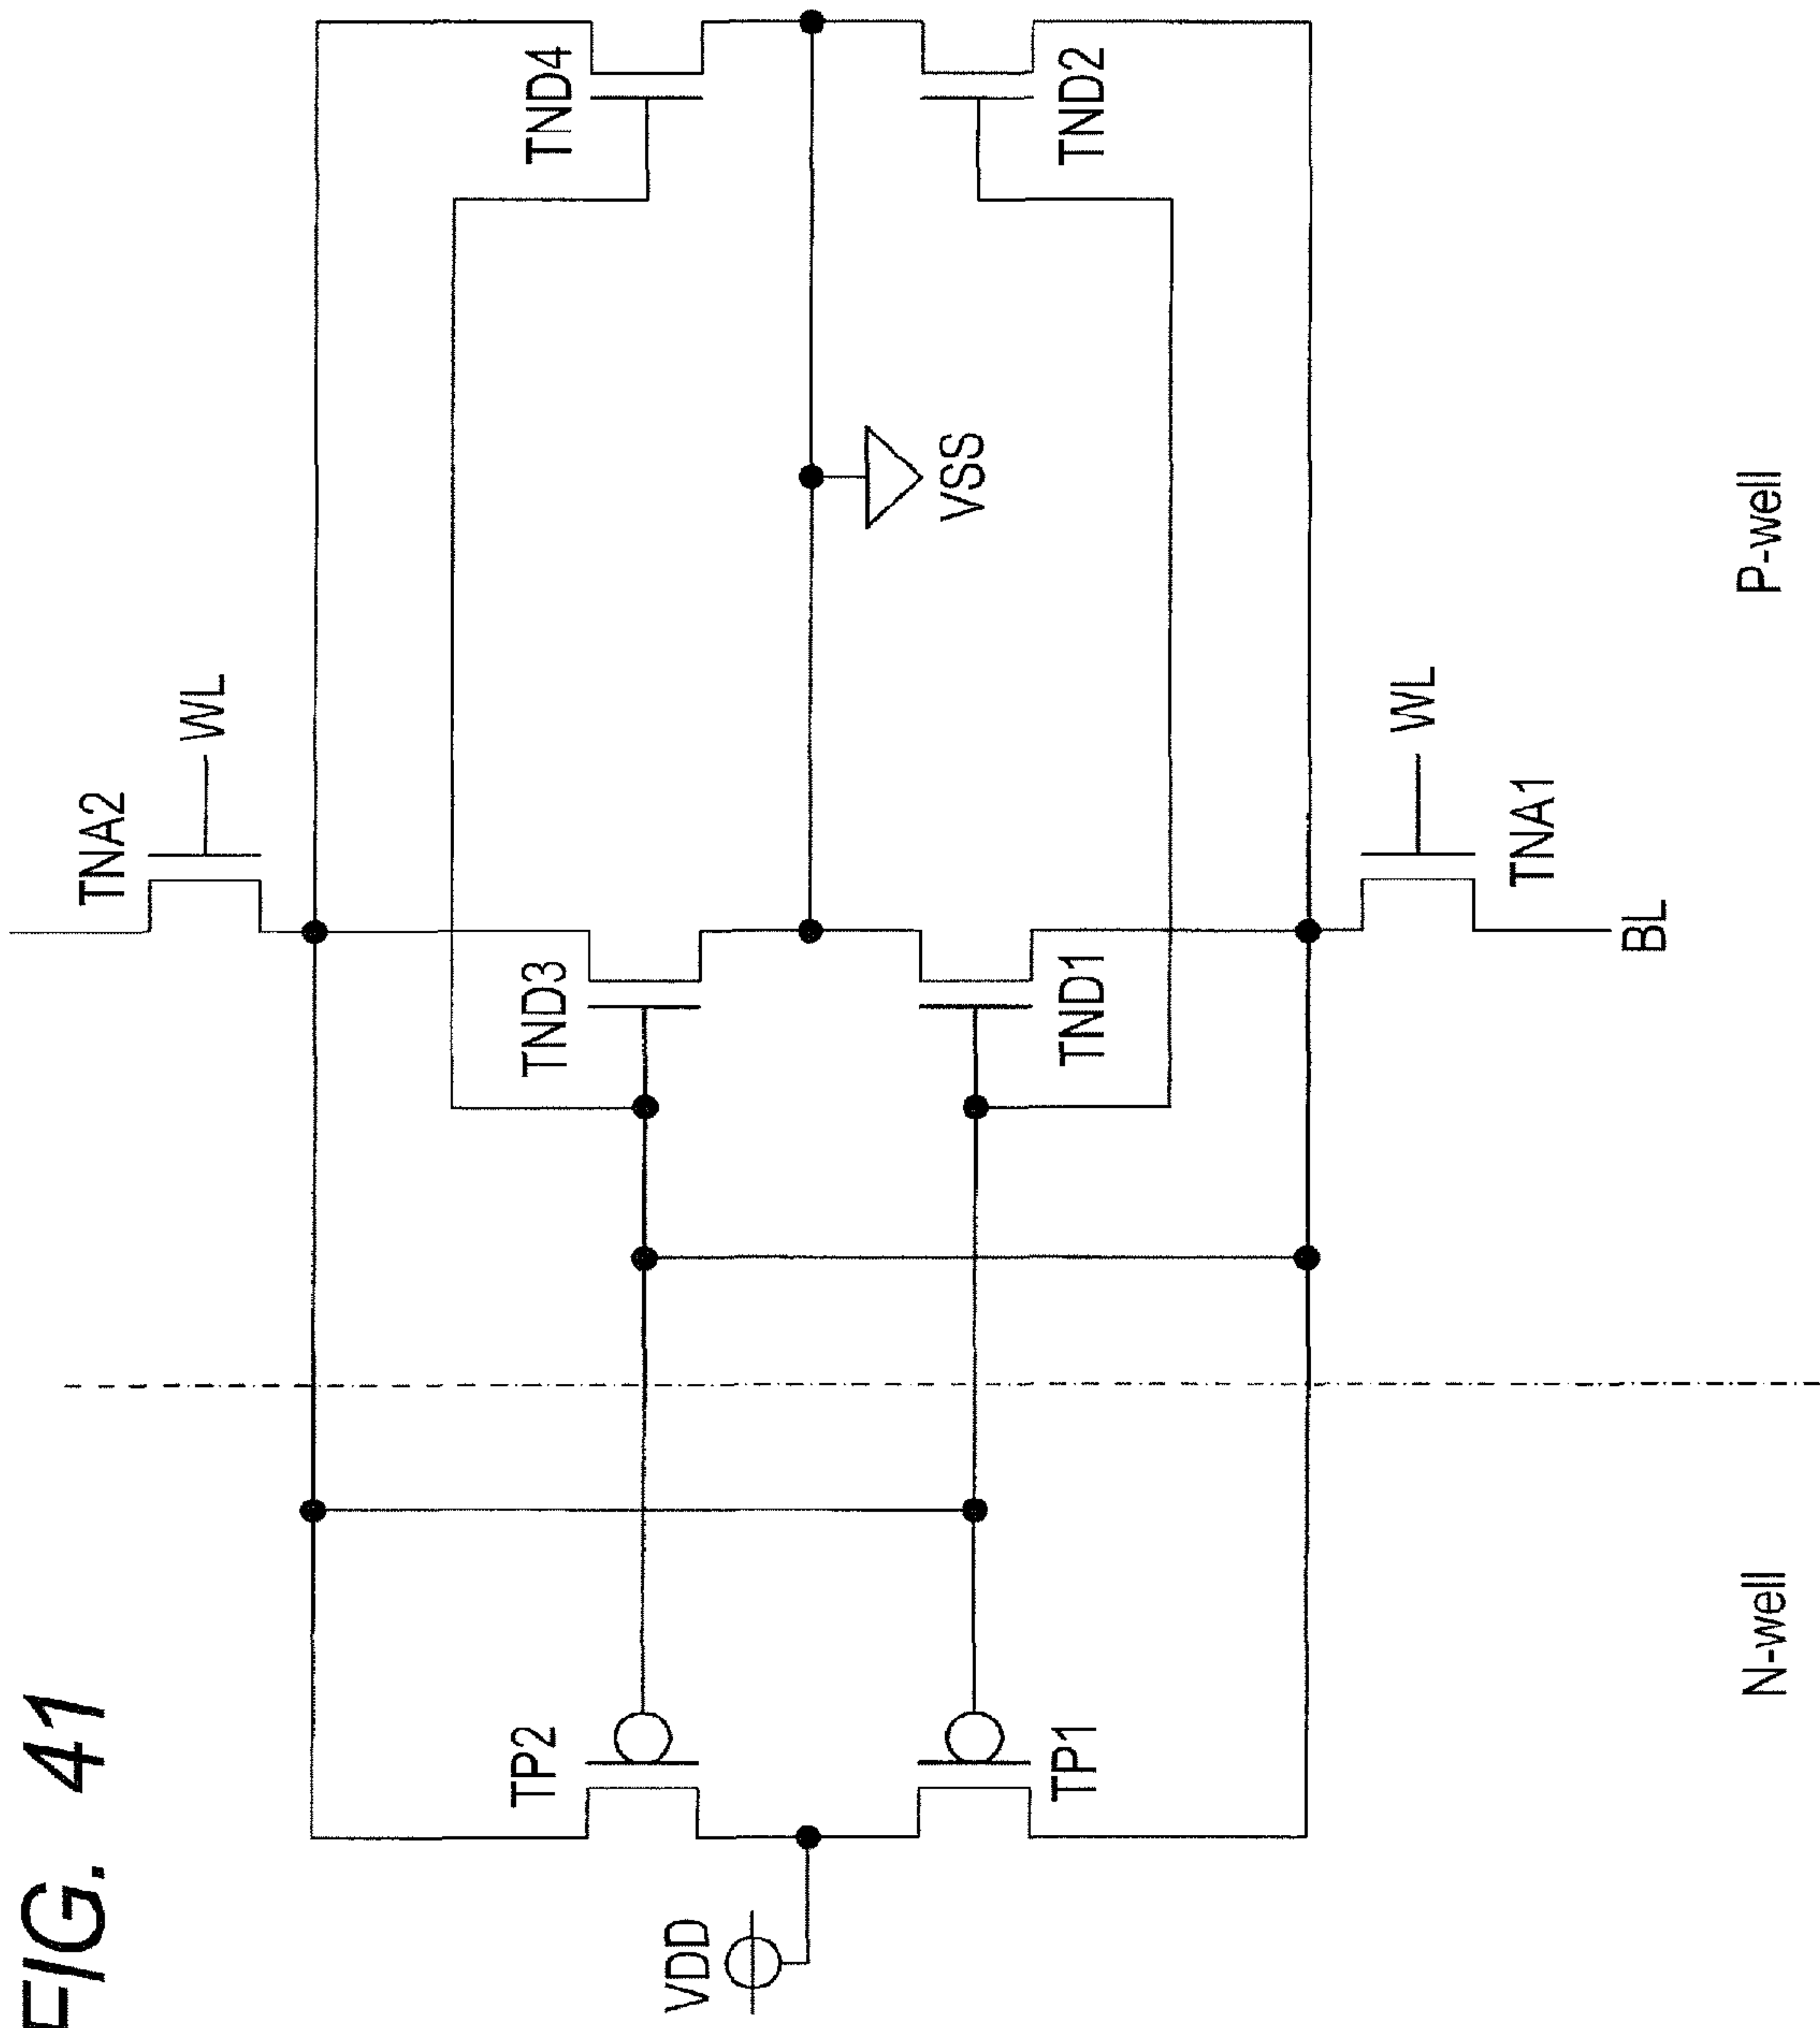 FIG. 41
VDD
TP2
TP1
N-well
TND3
TND1
TNA2
WL
BL
TNA1
WL
VSS
P-well
TND4
TND2